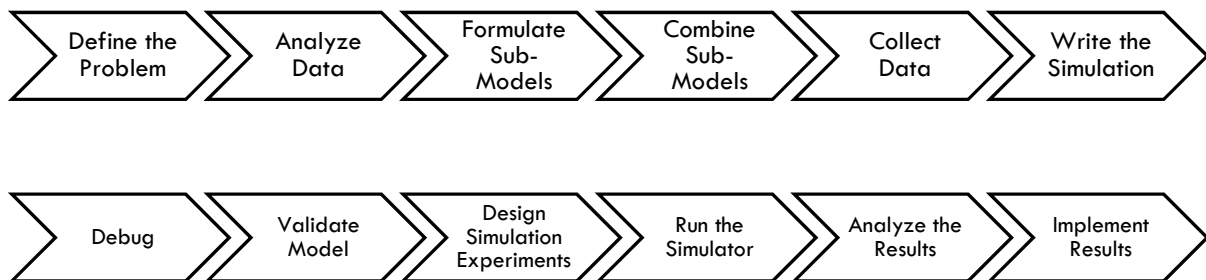 Define the
Problem
Analyze
Data
Formulate
Sub-
Models
Combine
Sub-
Models
Collect
Data
Write the
Simulation
Debug
Validate
Model
Design
Simulation
Experiments
Run the
Simulator
Analyze the
Results
Implement
Results